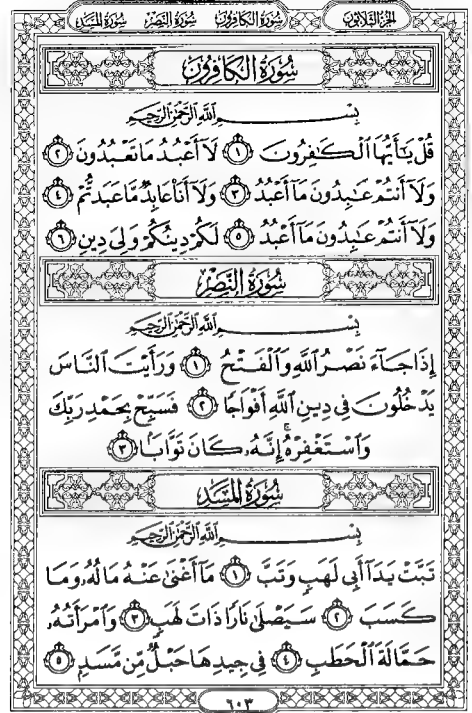 الجزء الثلاثون سورة الكافرون سورة النصر سورة المسد
سُورَةُ الكَافِرُونَ
بِسْمِ اللَّهِ الرَّحْمَٰنِ الرَّحِيمِ
قُلْ يَٰٓأَيُّهَا ٱلْكَٰفِرُونَ ١ لَآ أَعْبُدُ مَا تَعْبُدُونَ ٢
وَلَآ أَنتُمْ عَٰبِدُونَ مَآ أَعْبُدُ ٣ وَلَآ أَنَا۠ عَابِدٌ مَّا عَبَدتُّمْ ٤
وَلَآ أَنتُمْ عَٰبِدُونَ مَآ أَعْبُدُ ٥ لَكُمْ دِينُكُمْ وَلِىَ دِينِ ٦
سُورَةُ النَّصْرِ
بِسْمِ اللَّهِ الرَّحْمَٰنِ الرَّحِيمِ
إِذَا جَآءَ نَصْرُ ٱللَّهِ وَٱلْفَتْحُ ١ وَرَأَيْتَ ٱلنَّاسَ
يَدْخُلُونَ فِى دِينِ ٱللَّهِ أَفْوَاجًا ٢ فَسَبِّحْ بِحَمْدِ رَبِّكَ
وَٱسْتَغْفِرْهُ ۚ إِنَّهُۥ كَانَ تَوَّابًۢا ٣
سُورَةُ المَسَدِ
بِسْمِ اللَّهِ الرَّحْمَٰنِ الرَّحِيمِ
تَبَّتْ يَدَآ أَبِى لَهَبٍ وَتَبَّ ١ مَآ أَغْنَىٰ عَنْهُ مَالُهُۥ وَمَا
كَسَبَ ٢ سَيَصْلَىٰ نَارًا ذَاتَ لَهَبٍ ٣ وَٱمْرَأَتُهُۥ
حَمَّالَةَ ٱلْحَطَبِ ٤ فِى جِيدِهَا حَبْلٌ مِّن مَّسَدٍۭ ٥
٦٠٣